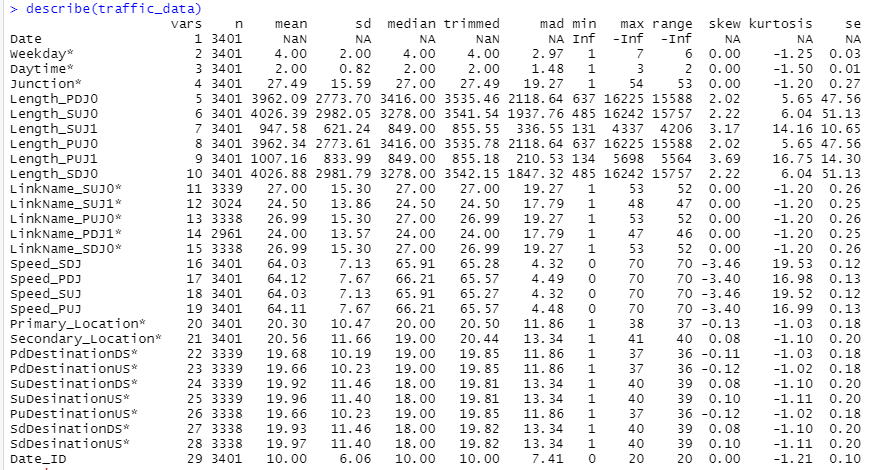 > describe(traffic_data)
vars n mean sd median trimmed mad min max range skew kurtosis se
Date 1 3401 NaN NA NA NaN NA Inf -Inf -Inf NA NA NA
Weekday* 2 3401 4.00 2.00 4.00 4.00 2.97 1 7 6 0.00 -1.25 0.03
Daytime* 3 3401 2.00 0.82 2.00 2.00 1.48 1 3 2 0.00 -1.50 0.01
Junction* 4 3401 27.49 15.59 27.00 27.49 19.27 1 54 53 0.00 -1.20 0.27
Length_PDJ0 5 3401 3962.09 2773.70 3416.00 3535.46 2118.64 637 16225 15588 2.02 5.65 47.56
Length_SUJ0 6 3401 4026.39 2982.05 3278.00 3541.54 1937.76 485 16242 15757 2.22 6.04 51.13
Length_SUJ1 7 3401 947.58 621.24 849.00 855.55 336.55 131 4337 4206 3.17 14.16 10.65
Length_PUJ0 8 3401 3962.34 2773.61 3416.00 3535.78 2118.64 637 16225 15588 2.02 5.65 47.56
Length_PUJ1 9 3401 1007.16 833.99 849.00 855.18 210.53 134 5698 5564 3.69 16.75 14.30
Length_SDJ0 10 3401 4026.88 2981.79 3278.00 3542.15 1847.32 485 16242 15757 2.22 6.04 51.13
LinkName_SUJ0* 11 3339 27.00 15.30 27.00 27.00 19.27 1 53 52 0.00 -1.20 0.26
LinkName_SUJ1* 12 3024 24.50 13.86 24.50 24.50 17.79 1 48 47 0.00 -1.20 0.25
LinkName_PUJ0* 13 3338 26.99 15.30 27.00 26.99 19.27 1 53 52 0.00 -1.20 0.26
LinkName_PDJ1* 14 2961 24.00 13.57 24.00 24.00 17.79 1 47 46 0.00 -1.20 0.25
LinkName_SDJ0* 15 3338 26.99 15.30 27.00 26.99 19.27 1 53 52 0.00 -1.20 0.26
Speed_SDJ 16 3401 64.03 7.13 65.91 65.28 4.32 0 70 70 -3.46 19.53 0.12
Speed_PDJ 17 3401 64.12 7.67 66.21 65.57 4.49 0 70 70 -3.40 16.98 0.13
Speed_SUJ 18 3401 64.03 7.13 65.91 65.27 4.32 0 70 70 -3.46 19.52 0.12
Speed_PUJ 19 3401 64.11 7.67 66.21 65.57 4.48 0 70 70 -3.40 16.99 0.13
Primary_Location* 20 3401 20.30 10.47 20.00 20.50 11.86 1 38 37 -0.13 -1.03 0.18
Secondary_Location* 21 3401 20.56 11.66 19.00 20.44 13.34 1 41 40 0.08 -1.10 0.20
PdDestinationDS* 22 3339 19.68 10.19 19.00 19.85 11.86 1 37 36 -0.11 -1.03 0.18
PdDestinationUS* 23 3339 19.66 10.23 19.00 19.85 11.86 1 37 36 -0.12 -1.02 0.18
SuDestinationDS* 24 3339 19.92 11.46 18.00 19.81 13.34 1 40 39 0.08 -1.10 0.20
SuDesinationUS* 25 3339 19.96 11.40 18.00 19.81 13.34 1 40 39 0.10 -1.11 0.20
PuDestinationUS* 26 3338 19.66 10.23 19.00 19.85 11.86 1 37 36 -0.12 -1.02 0.18
SdDesinationDS* 27 3338 19.93 11.46 18.00 19.82 13.34 1 40 39 0.08 -1.10 0.20
SdDesinationUS* 28 3338 19.97 11.40 18.00 19.82 13.34 1 40 39 0.10 -1.11 0.20
Date_ID 29 3401 10.00 6.06 10.00 10.00 7.41 0 20 20 0.00 -1.21 0.10